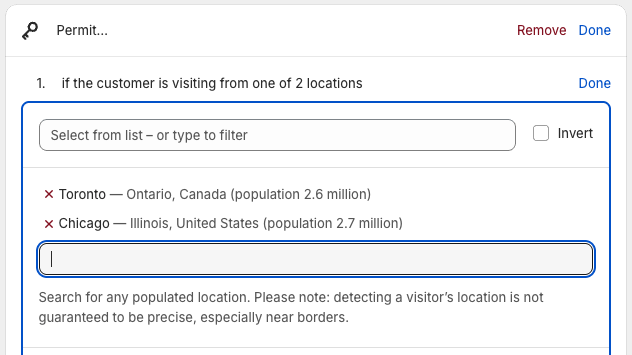 Permit...
Remove Done
1. if the customer is visiting from one of 2 locations
Done
Select from list – or type to filter
Invert
× Toronto — Ontario, Canada (population 2.6 million)
× Chicago — Illinois, United States (population 2.7 million)
Search for any populated location. Please note: detecting a visitor’s location is not
guaranteed to be precise, especially near borders.